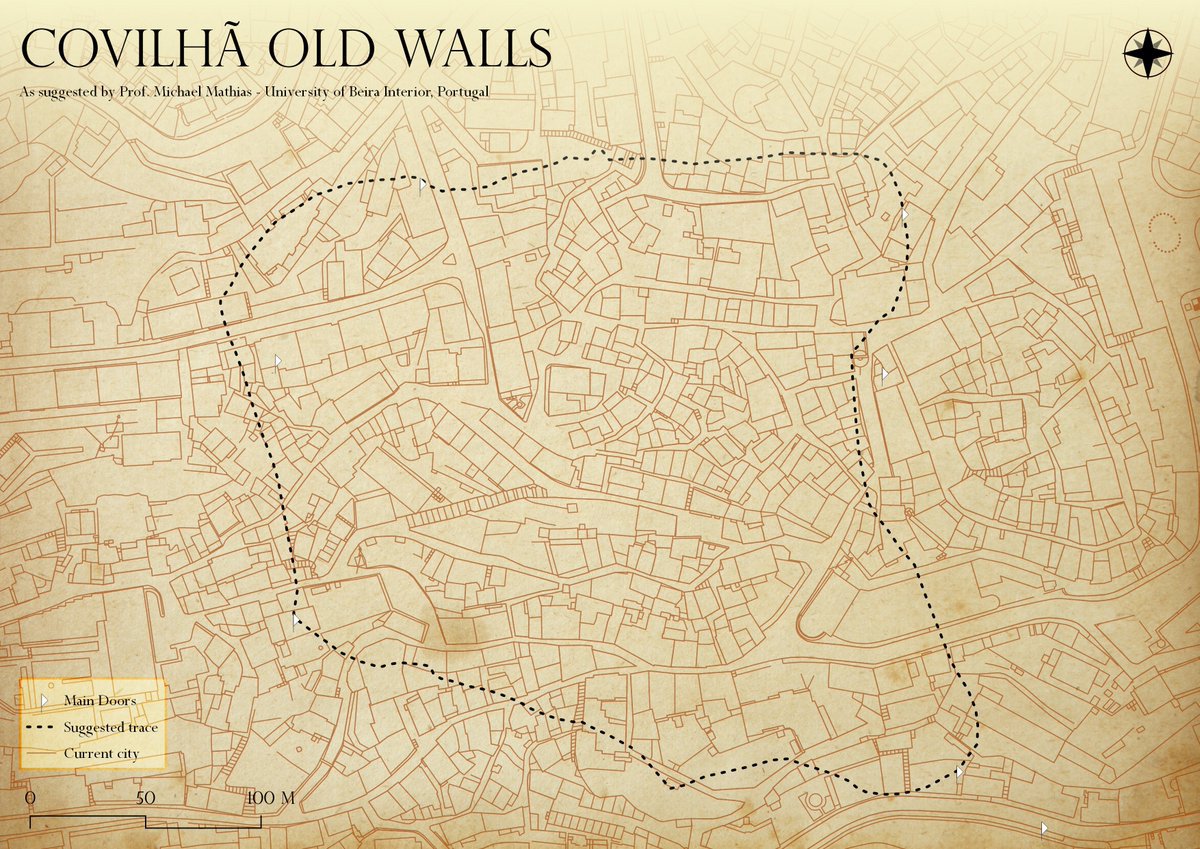 COVILHÃ OLD WALLS
As suggested by Prof. Michael Mathias - University of Beira Interior, Portugal
Main Doors
Suggested trace
Current city
0 50 100 M